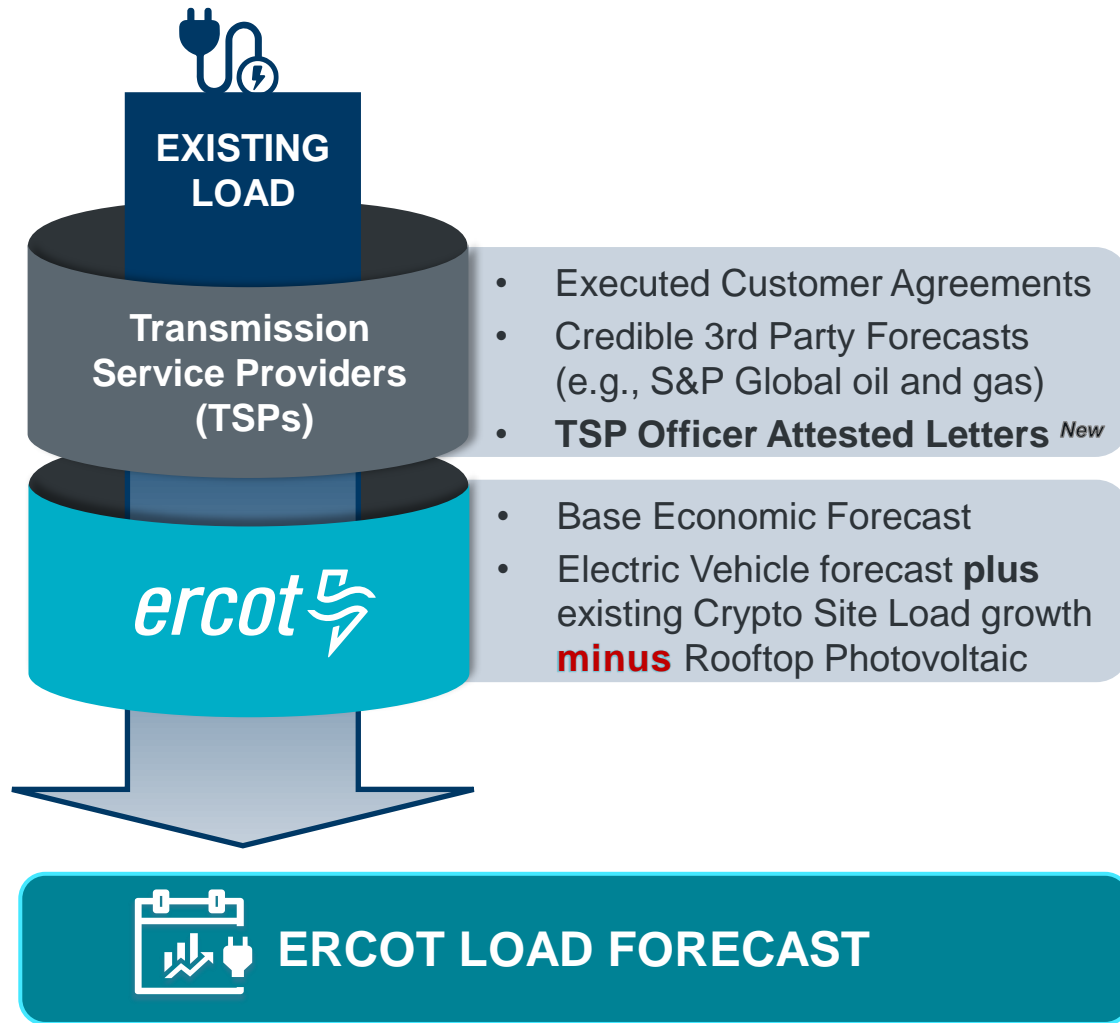 EXISTING
LOAD
Transmission
Service Providers
(TSPs)
• Executed Customer Agreements
• Credible 3rd Party Forecasts
(e.g., S&P Global oil and gas)
• TSP Officer Attested Letters New
ercot
• Base Economic Forecast
• Electric Vehicle forecast plus
existing Crypto Site Load growth
minus Rooftop Photovoltaic
ERCOT LOAD FORECAST